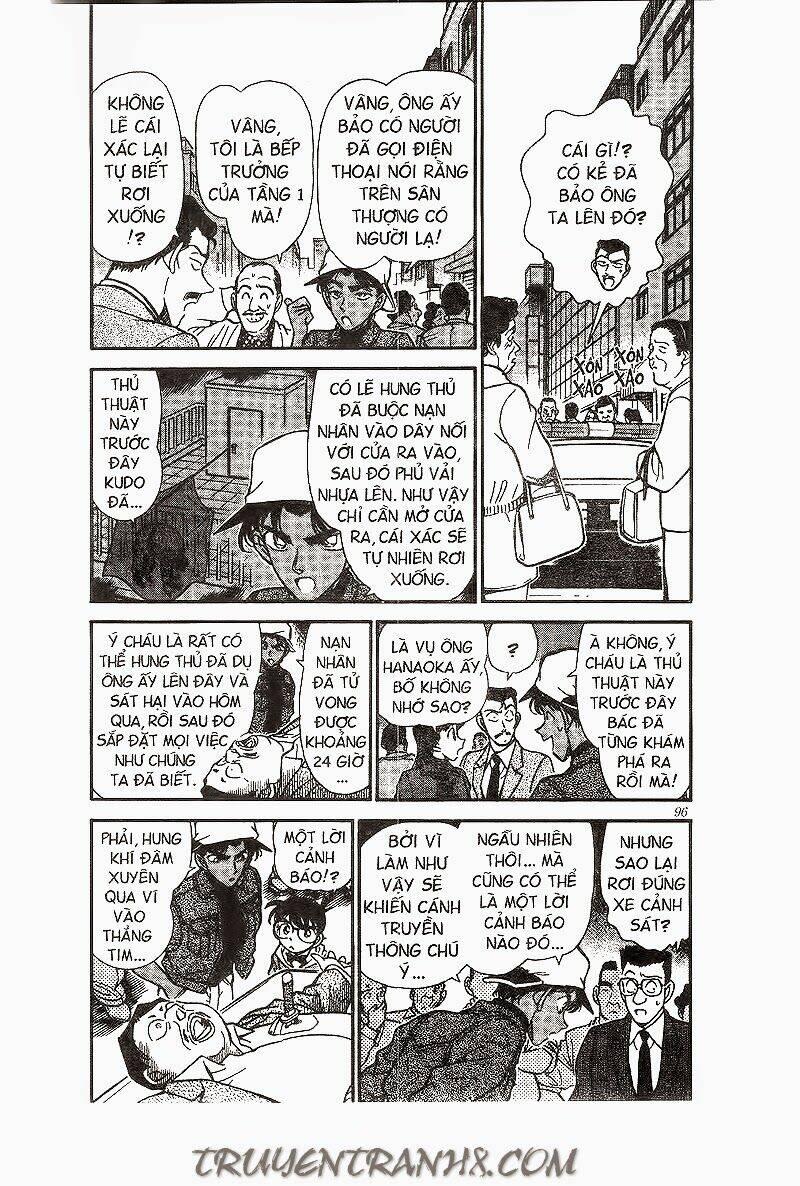 CÁI GÌ!?
CÓ KẺ ĐÃ
BẢO ÔNG
TA LÊN ĐÓ?
XÔN
XAO
XÔN
XAO
VÂNG, ÔNG ẤY
BẢO CÓ NGƯỜI
ĐÃ GỌI ĐIỆN
THOẠI NÓI RẰNG
TRÊN SÂN
THƯỢNG CÓ
NGƯỜI LẠ!
VÂNG,
TÔI LÀ BẾP
TRƯỞNG
CỦA TẦNG 1
MÀ!
KHÔNG
LẼ CÁI
XÁC LẠI
TỰ BIẾT
RƠI
XUỐNG
!?
CÓ LẼ HUNG THỦ
ĐÃ BUỘC NẠN
NHÂN VÀO DÂY NỐI
VỚI CỬA RA VÀO,
SAU ĐÓ PHỦ VẢI
NHỰA LÊN. NHƯ VẬY
CHỈ CẦN MỞ CỬA
RA, CÁI XÁC SẼ
TỰ NHIÊN RƠI
XUỐNG.
THỦ
THUẬT
NÀY
TRƯỚC
ĐÂY
KUDO
ĐÃ...
À KHÔNG, Ý
CHÁU LÀ THỦ
THUẬT NÀY
TRƯỚC ĐÂY
BÁC ĐÃ
TỪNG KHÁM
PHÁ RA
RỒI MÀ!
?
LÀ VỤ ÔNG
HANAOKA ẤY,
BỐ KHÔNG
NHỚ SAO?
NẠN
NHÂN
ĐÃ TỬ
VONG
ĐƯỢC
KHOẢNG
24 GIỜ
...
Ý CHÁU LÀ RẤT CÓ
THỂ HUNG THỦ ĐÃ DỤ
ÔNG ẤY LÊN ĐÂY VÀ
SÁT HẠI VÀO HÔM
QUA, RỒI SAU ĐÓ
SẮP ĐẶT MỌI VIỆC
NHƯ CHÚNG
TA ĐÃ BIẾT.
96
NHƯNG
SAO LẠI
RƠI ĐÚNG
XE CẢNH
SÁT?
NGẪU NHIÊN
THÔI... MÀ
CŨNG CÓ THỂ
LÀ MỘT LỜI
CẢNH BÁO
NÀO ĐÓ...
BỞI VÌ
LÀM NHƯ
VẬY SẼ
KHIẾN CÁNH
TRUYỀN
THÔNG CHÚ
Ý...
MỘT LỜI
CẢNH
BÁO!?
PHẢI, HUNG
KHÍ ĐÂM
XUYÊN
QUA VÍ
VÀO
THẲNG
TIM...
TRUYENTRANH8.COM